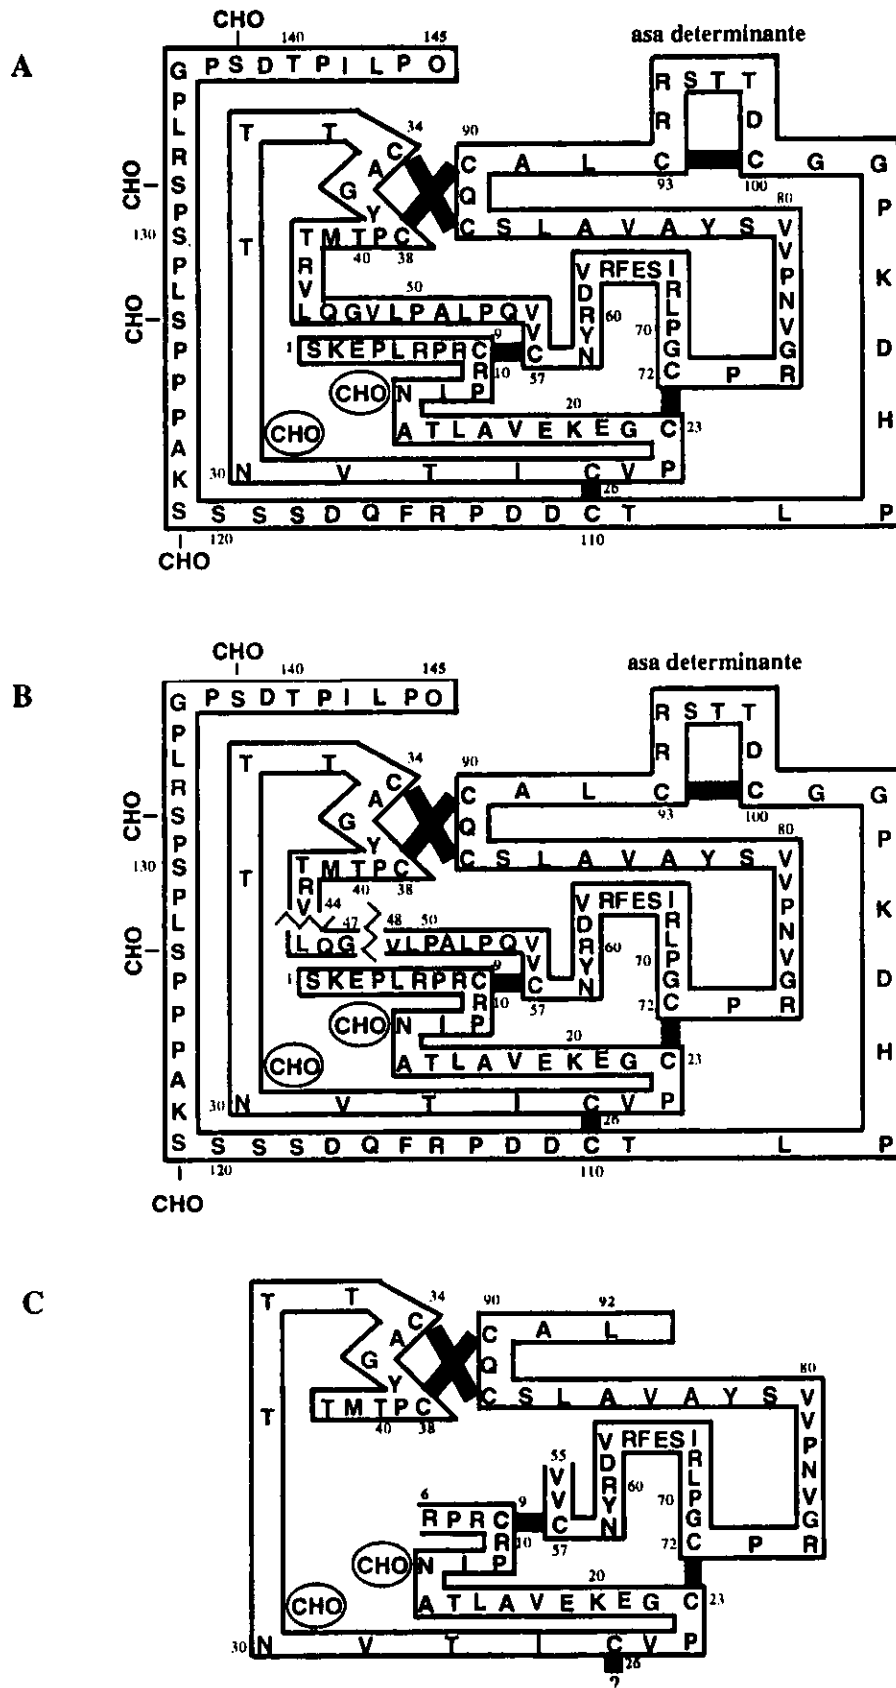 A
CHO
140
145
asa determinante
G P S D T P I L P O
P L R S P S P L S P P P A K S
CHO
130
CHO
CHO
T T T
34
C A G Y
T M T P C
40 38
R V
50
L Q G V L P A L P Q V
V C
57
90
C A L C
93
R R S T T D C
100
G G
P K D H P
Q
C S L A V A Y S V
80
V P N V G R
P
V R F E S I
D R Y N
60
R L P G C
70
72
1
S K E P L R P R C
9
10
R P I N
CHO
20
A T L A V E K E G C
23
CHO
30
N V T I C V P
26
S S S S D Q F R P D D C T L P
120
110
B
CHO
140
145
asa determinante
G P S D T P I L P O
P L R S P S P L S P P P A K S
CHO
130
CHO
CHO
T T T
34
C A G Y
T M T P C
40 38
R V
44
47
48
50
L Q G V L P A L P Q V
V C
57
90
C A L C
93
R R S T T D C
100
G G
P K D H P
Q
C S L A V A Y S V
80
V P N V G R
P
V R F E S I
D R Y N
60
R L P G C
70
72
1
S K E P L R P R C
9
10
R P I N
CHO
20
A T L A V E K E G C
23
CHO
30
N V T I C V P
26
S S S S D Q F R P D D C T L P
120
110
C
T T T
34
C A G Y
T M T P C
40 38
90
92
C A L
Q
C S L A V A Y S V
80
V P N V G R
P
55
V V C
57
V R F E S I
D R Y N
60
R L P G C
70
72
6
9
R P R C
10
R P I N
CHO
20
A T L A V E K E G C
23
CHO
30
N V T I C V P
26
?